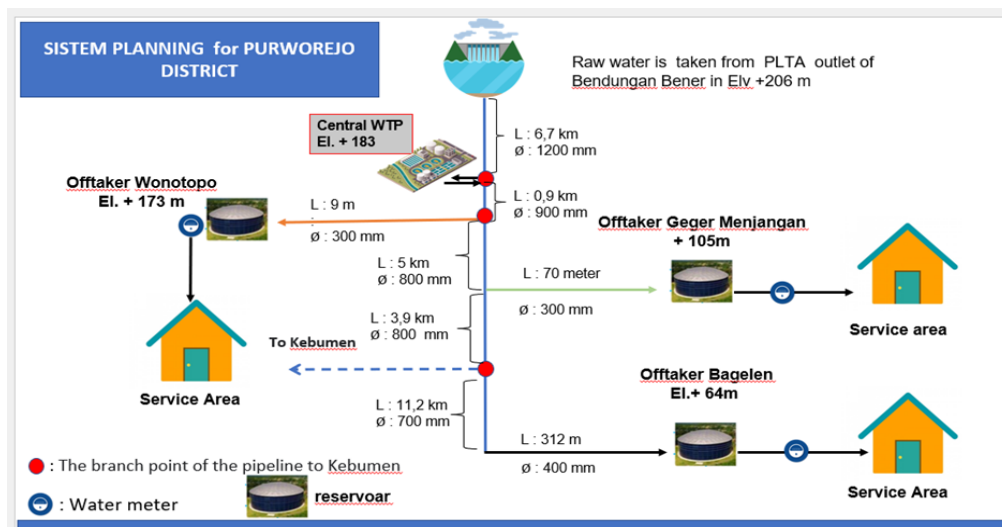 SISTEM PLANNING for PURWOREJO
DISTRICT
Raw water is taken from PLTA outlet of
Bendungan Bener in Elv +206 m
Central WTP
El. + 183
L : 6,7 km
ø : 1200 mm
Offtaker Wonotopo
El. + 173 m
L : 9 m
:
ø : 300 mm
L : 0,9 km
ø : 900 mm
Offtaker Geger Menjangan
+ 105m
L : 5 km
ø : 800 mm
L : 70 meter
ø : 300 mm
Service area
L : 3,9 km
ø : 800 mm
To Kebumen
Service Area
Offtaker Bagelen
El.+ 64m
L : 11,2 km
ø : 700 mm
L : 312 m
ø : 400 mm
Service Area
: The branch point of the pipeline to Kebumen
: Water meter
reservoar